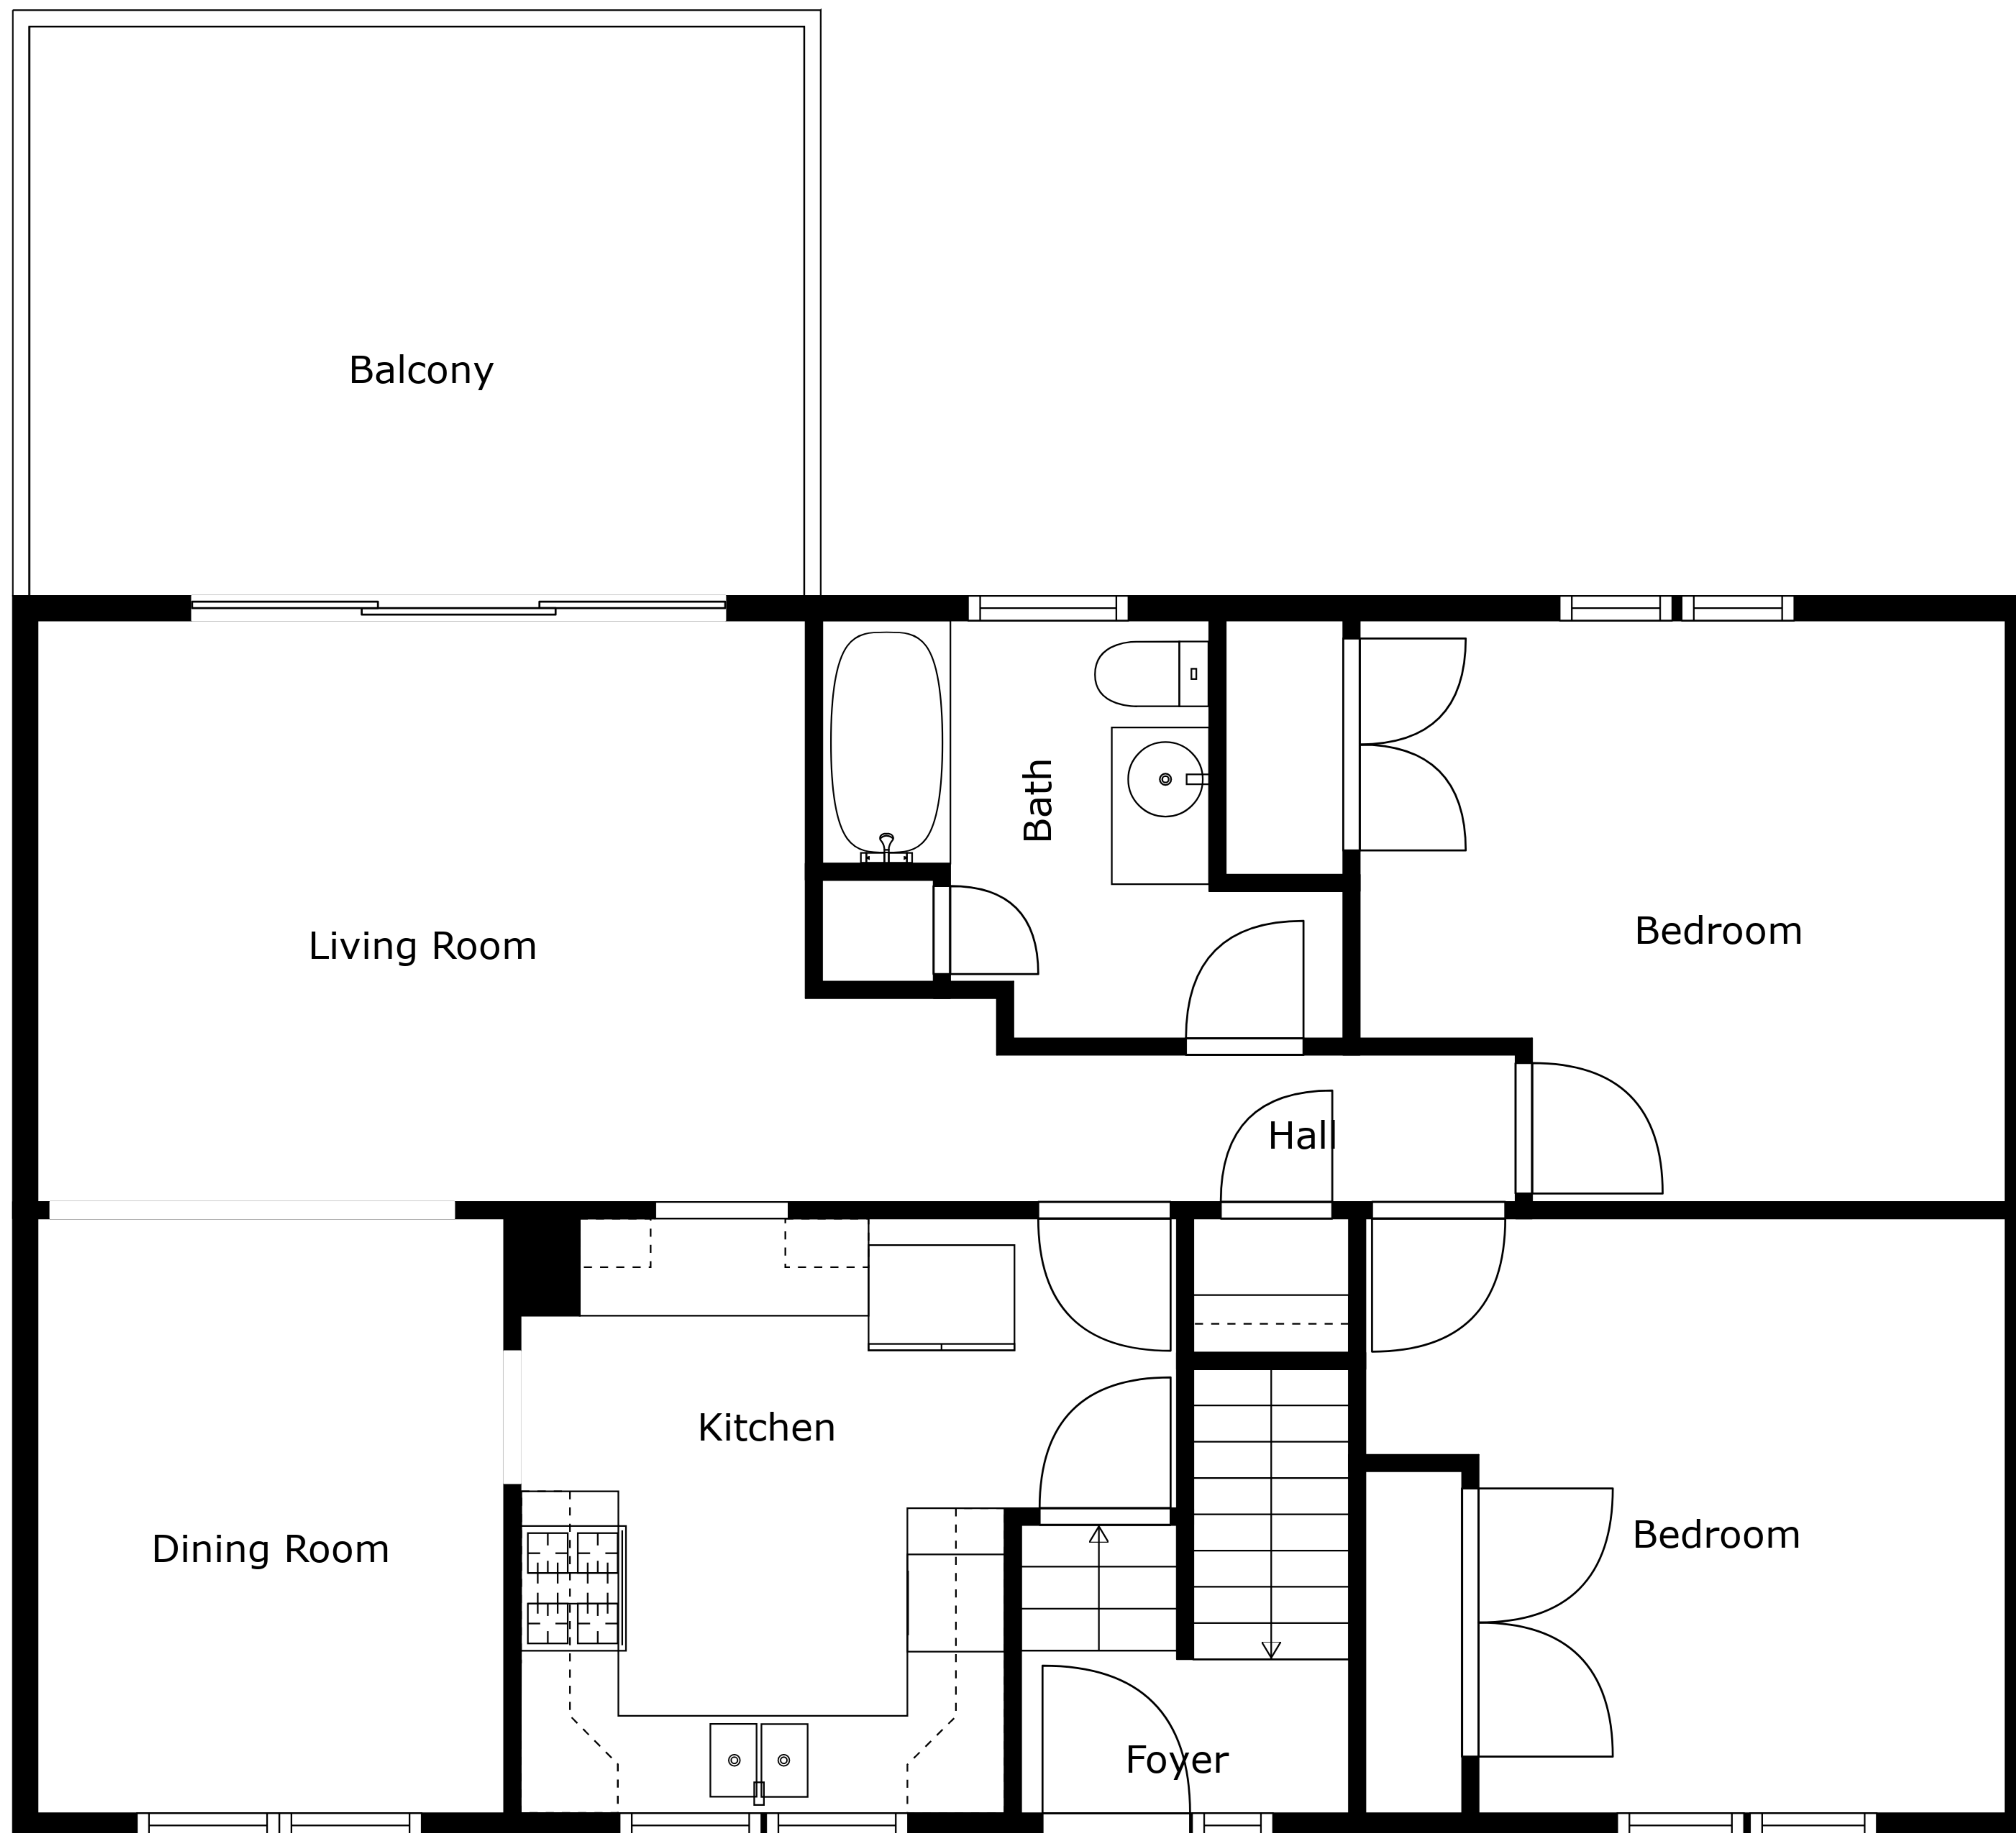 Balcony
Bath
Living Room
Bedroom
Hall
Kitchen
Dining Room
Bedroom
Foyer